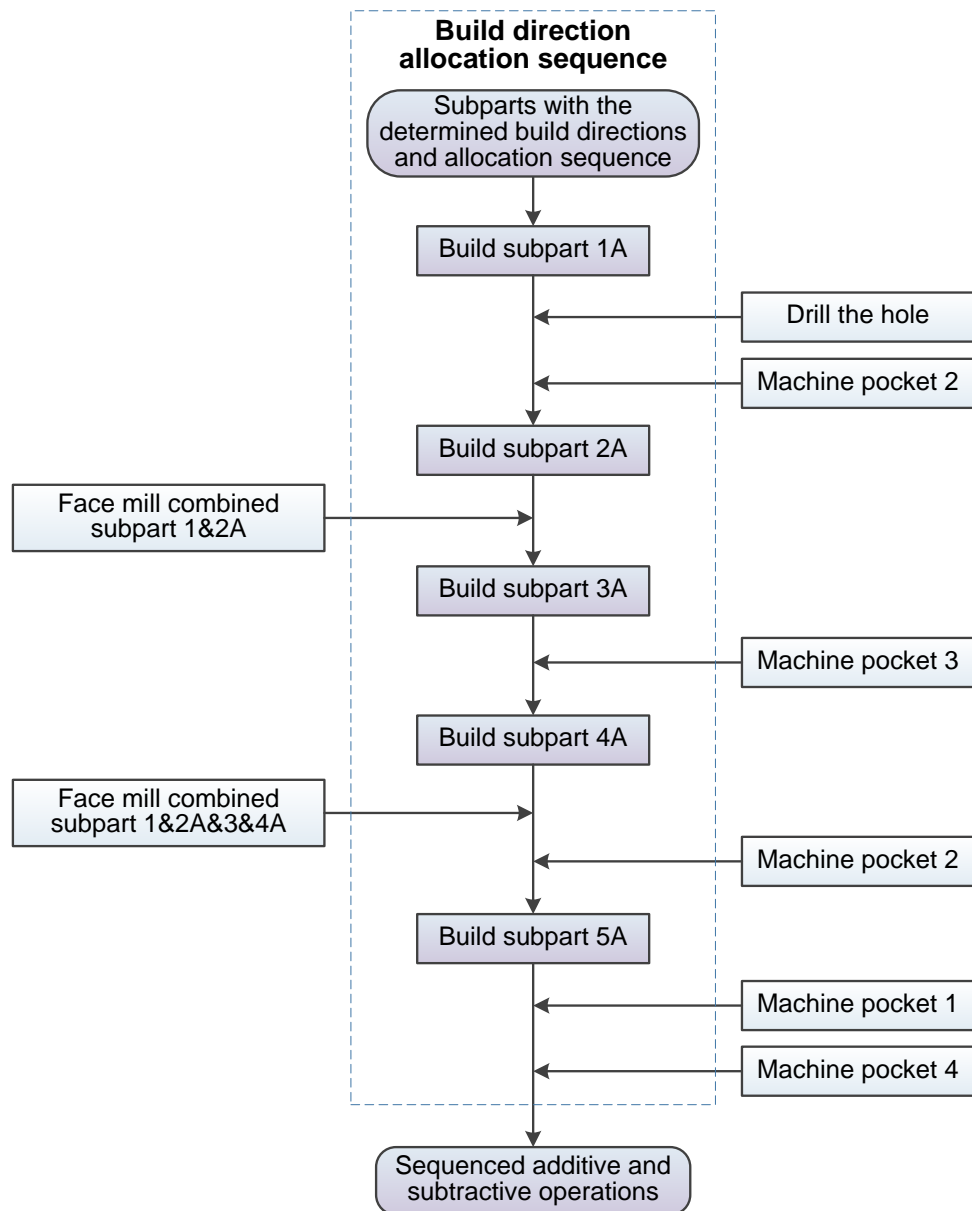 Build direction
allocation sequence
Subparts with the
determined build directions
and allocation sequence
Build subpart 1A
Drill the hole
Machine pocket 2
Build subpart 2A
Face mill combined
subpart 1&2A
Build subpart 3A
Machine pocket 3
Build subpart 4A
Face mill combined
subpart 1&2A&3&4A
Machine pocket 2
Build subpart 5A
Machine pocket 1
Machine pocket 4
Sequenced additive and
subtractive operations